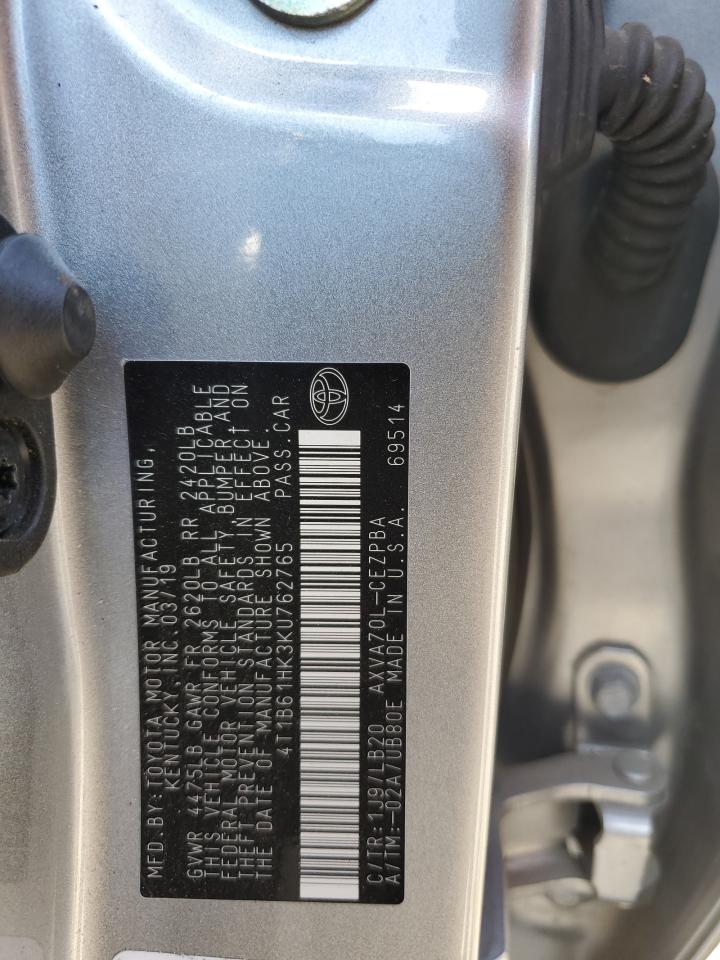 MFD.BY:TOYOTA MOTOR MANUFACTURING,
KENTUCKY, INC.03/19
GVWR 4475LB GAWR FR 2620LB RR 2420LB
THIS VEHICLE CONFORMS TO ALL APPLICABLE
FEDERAL MOTOR VEHICLE SAFETY, BUMPER, AND
THEFT PREVENTION STANDARDS IN EFFECT ON
THE DATE OF MANUFACTURE SHOWN ABOVE.
4T1B61HK3KU762765 PASS.CAR
C/TR:1J9/LB20 AXVA70L-CEZPBA
A/TM:-02A/UB80E MADE IN U.S.A. 69514